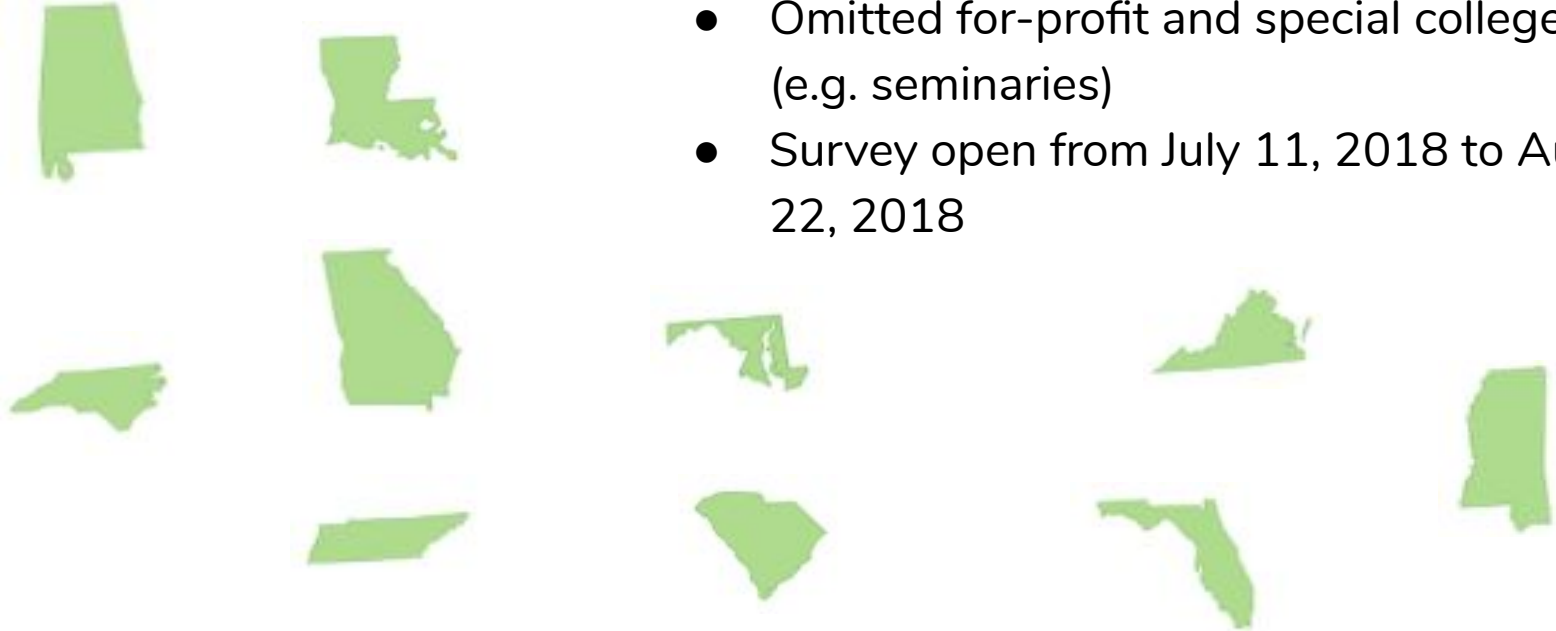 ● Omitted for-profit and special college
(e.g. seminaries)
● Survey open from July 11, 2018 to
22, 2018